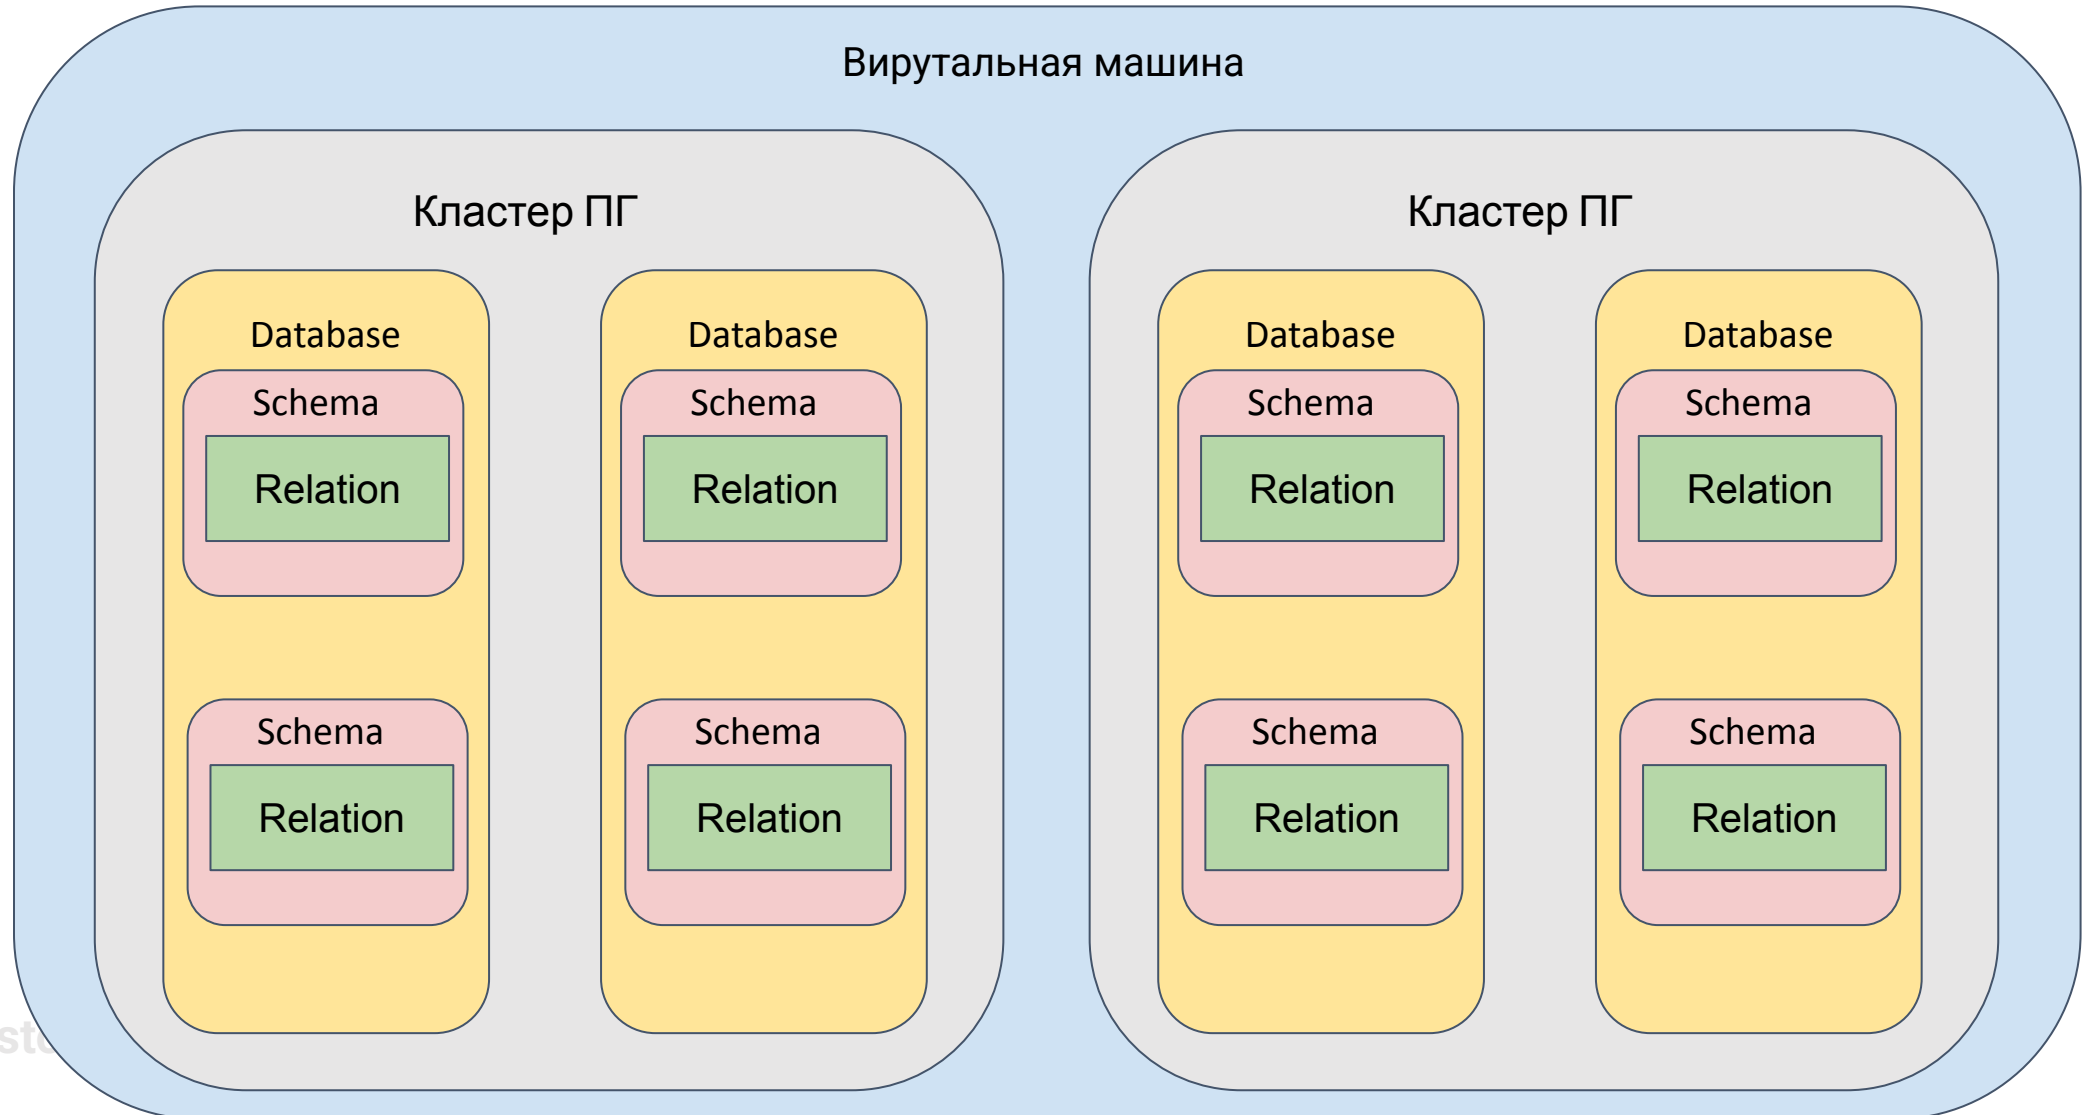 Вирутальная машина
Кластер ПГ
Database
Schema
Relation
Schema
Relation
Database
Schema
Relation
Schema
Relation
Кластер ПГ
Database
Schema
Relation
Schema
Relation
Database
Schema
Relation
Schema
Relation